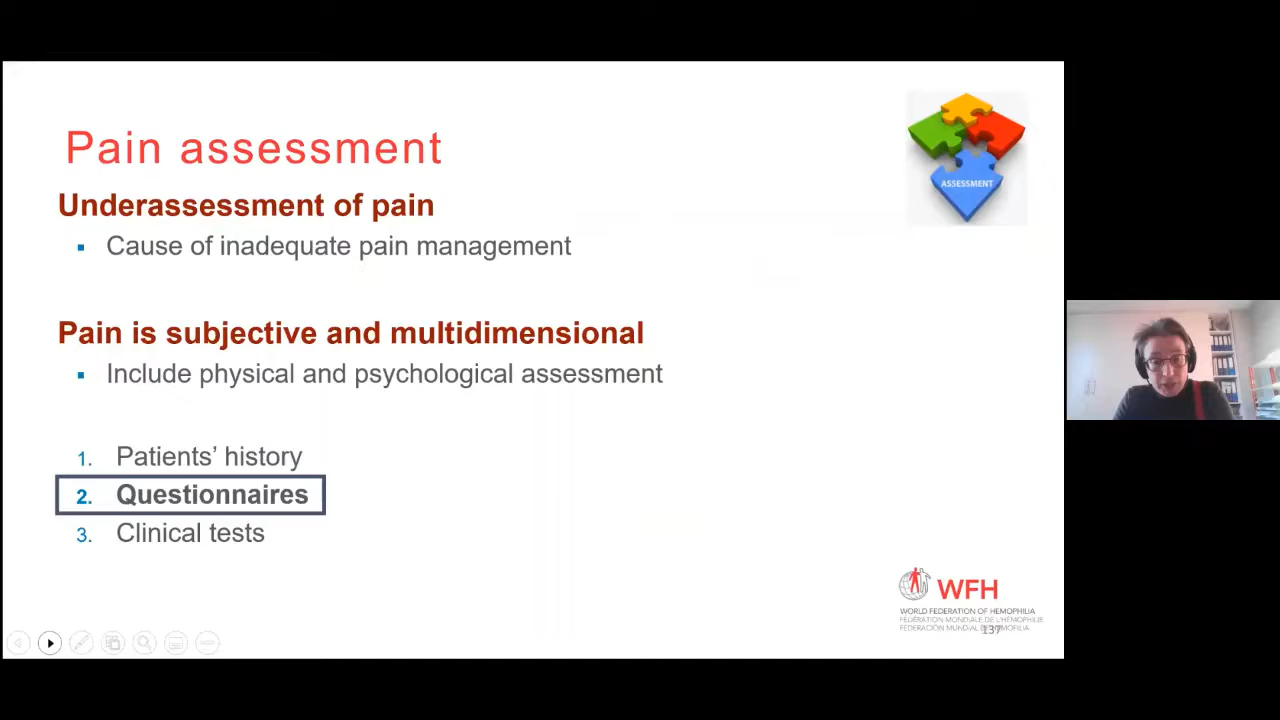 Pain assessment
ASSESSMENT
Underassessment of pain
Cause of inadequate pain management
Pain is subjective and multidimensional
Include physical and psychological assessment
1. Patients’ history
2. Questionnaires
3. Clinical tests
WFH
WORLD FEDERATION OF HEMOPHILIA
FÉDÉRATION MONDIALE DE L'HÉMOPHILIE
FEDERACIÓN MUNDIAL DE HEMOFILIA
137